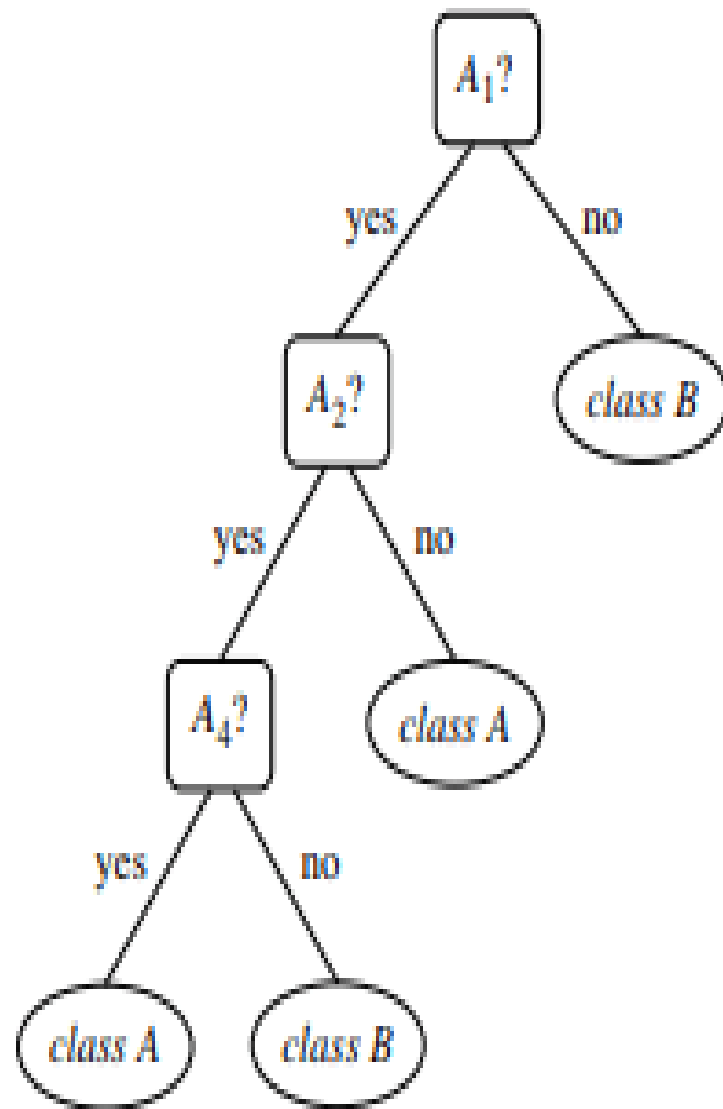 A₁?
yes no
A₂?
class B
yes no
A₄?
class A
yes no
class A class B